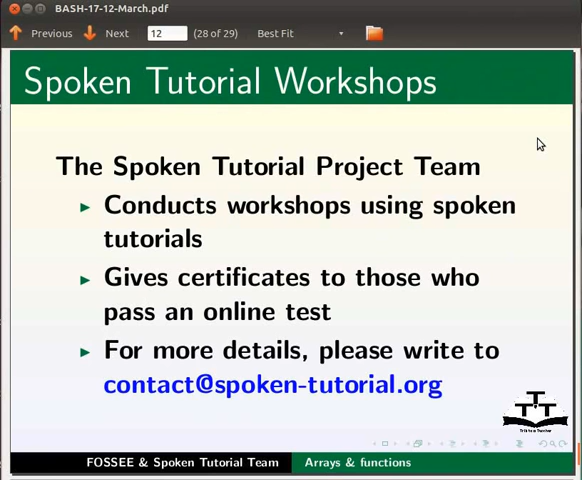 BASH-17-12-March.pdf
Previous Next 12 (28 of 29) Best Fit
Spoken Tutorial Workshops
The Spoken Tutorial Project Team
Conducts workshops using spoken
tutorials
Gives certificates to those who
pass an online test
For more details, please write to
contact@spoken-tutorial.org
FOSSEE & Spoken Tutorial Team Arrays & functions